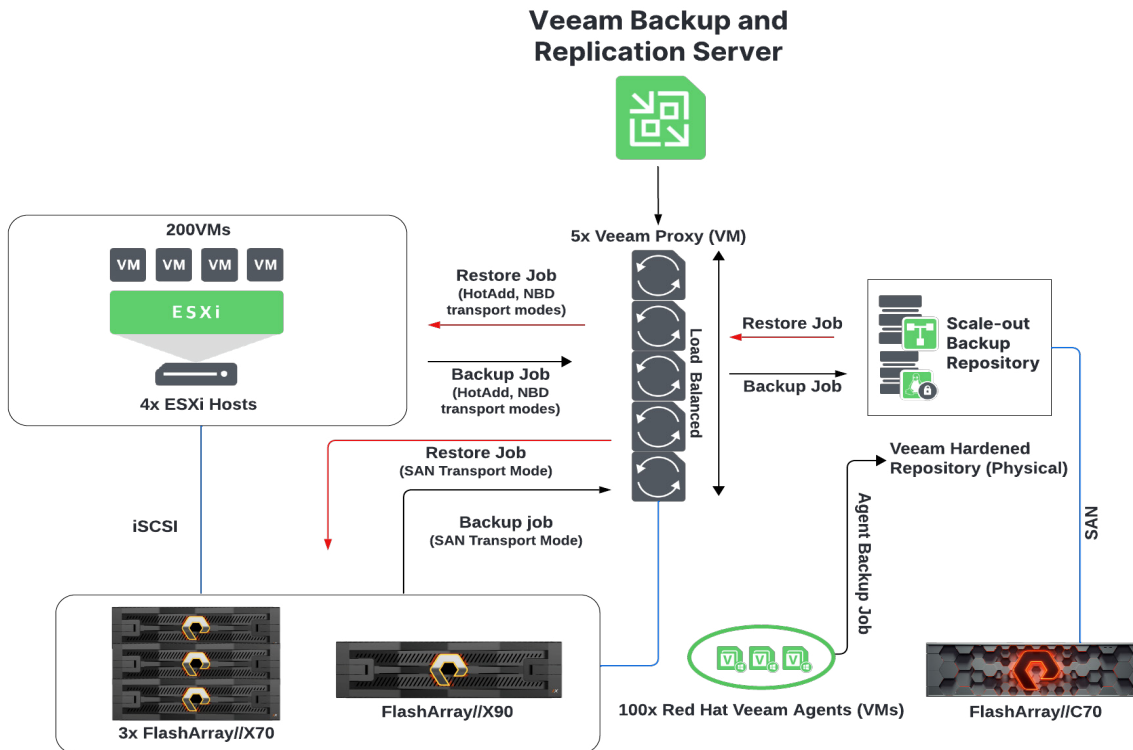 Veeam Backup and
Replication Server
5x Veeam Proxy (VM)
200VMs
VM VM VM VM
ESXi
4x ESXi Hosts
Restore Job
(HotAdd, NBD
transport modes)
Backup Job
(HotAdd, NBD
transport modes)
Restore Job
(SAN Transport Mode)
Backup job
(SAN Transport Mode)
Load Balanced
Restore Job
Backup Job
Scale-out
Backup
Repository
Veeam Hardened
Repository (Physical)
iSCSI
Agent Backup Job
SAN
3x FlashArray//X70
FlashArray//X90
V V V
100x Red Hat Veeam Agents (VMs)
FlashArray//C70